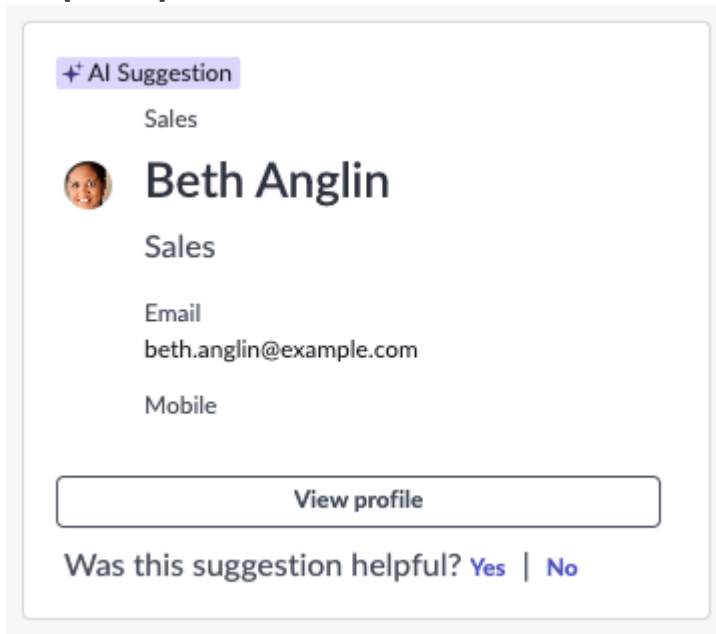 AI Suggestion
Sales
Beth Anglin
Sales
Email
beth.anglin@example.com
Mobile
View profile
Was this suggestion helpful? Yes | No